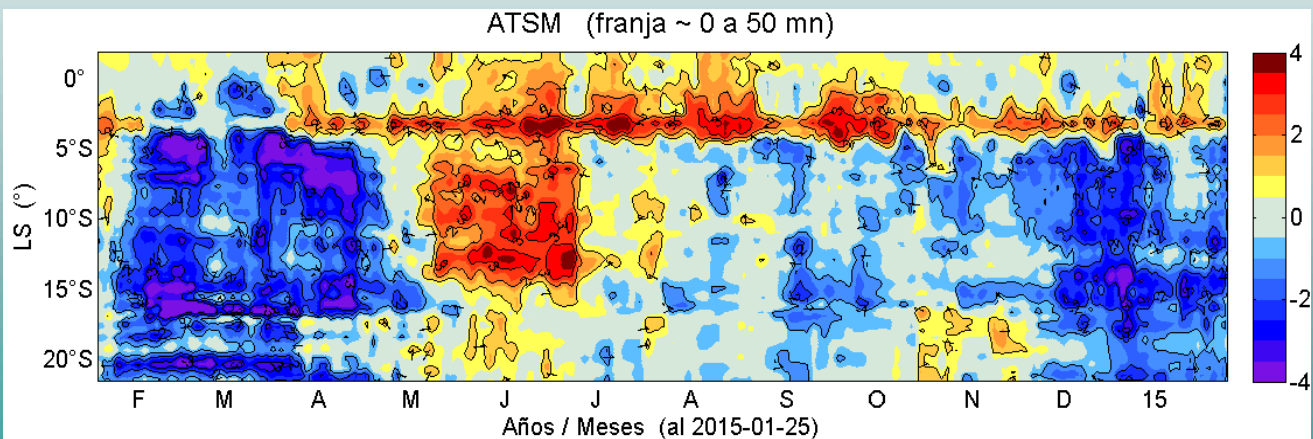 ATSM (franja ~ 0 a 50 mn)
LS (°)
0°
5°S
10°S
15°S
20°S
F M A M J J A S O N D 15
Años / Meses (al 2015-01-25)
4
2
0
-2
-4